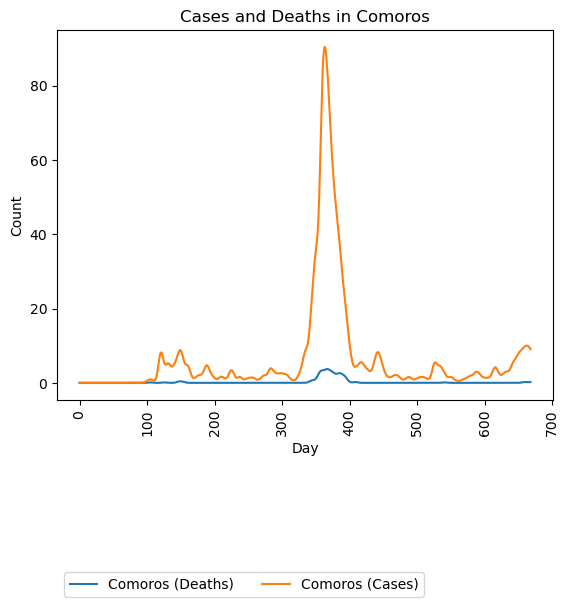 Cases and Deaths in Comoros
Count
80
60
40
20
0
0 100 200 300 400 500 600 700
Day
Comoros (Deaths) Comoros (Cases)